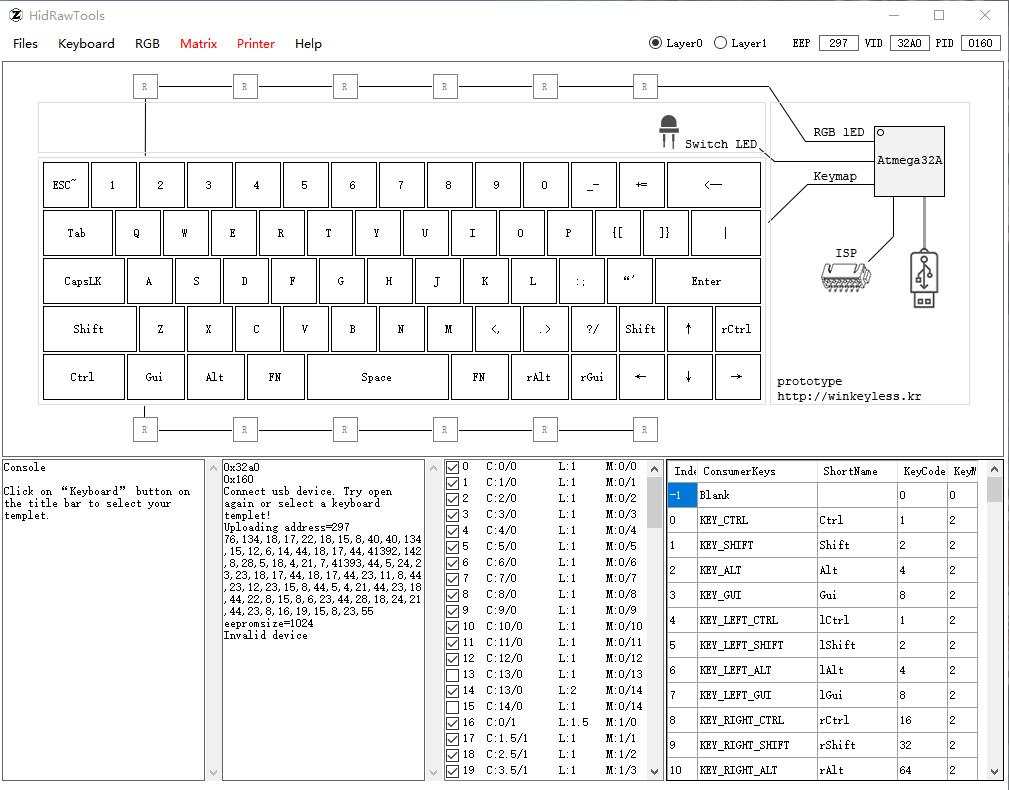 HidRawTools
Files Keyboard RGB Matrix Printer Help Layer0 Layer1 EEP 297 VID 32A0 PID 0160
R R R R R R
RGB lED
Switch LED
Atmega32A
Keymap
ESC~ 1 2 3 4 5 6 7 8 9 0 _- += <—
Tab Q W E R T Y U I O P {[ ]} |
CapsLK A S D F G H J K L :; “’ Enter
ISP
Shift Z X C V B N M <, .> ?/ Shift ↑ rCtrl
Ctrl Gui Alt FN Space FN rAlt rGui ← ↓ →
prototype
http://winkeyless.kr
R R R R R R
Console
Click on “Keyboard” button on
the title bar to select your
templet.
0x32a0
0x160
Connect usb device. Try open
again or select a keyboard
templet!
Uploading address=297
76,134,18,17,22,18,15,8,40,40,134
,15,12,6,14,44,18,17,44,41392,142
,8,28,5,18,4,21,7,41393,44,5,24,2
3,23,18,17,44,18,17,44,23,11,8,44
,23,12,23,15,8,44,5,4,21,44,23,18
,44,22,8,15,8,6,23,44,28,18,24,21
,44,23,8,16,19,15,8,23,55
eepromsize=1024
Invalid device
0 C:0/0 L:1 M:0/0
1 C:1/0 L:1 M:0/1
2 C:2/0 L:1 M:0/2
3 C:3/0 L:1 M:0/3
4 C:4/0 L:1 M:0/4
5 C:5/0 L:1 M:0/5
6 C:6/0 L:1 M:0/6
7 C:7/0 L:1 M:0/7
8 C:8/0 L:1 M:0/8
9 C:9/0 L:1 M:0/9
10 C:10/0 L:1 M:0/10
11 C:11/0 L:1 M:0/11
12 C:12/0 L:1 M:0/12
13 C:13/0 L:1 M:0/13
14 C:13/0 L:2 M:0/14
15 C:14/0 L:1 M:0/14
16 C:0/1 L:1.5 M:1/0
17 C:1.5/1 L:1 M:1/1
18 C:2.5/1 L:1 M:1/2
19 C:3.5/1 L:1 M:1/3
Inde ConsumerKeys ShortName KeyCode KeyM
-1 Blank 0 0
0 KEY_CTRL Ctrl 1 2
1 KEY_SHIFT Shift 2 2
2 KEY_ALT Alt 4 2
3 KEY_GUI Gui 8 2
4 KEY_LEFT_CTRL lCtrl 1 2
5 KEY_LEFT_SHIFT lShift 2 2
6 KEY_LEFT_ALT lAlt 4 2
7 KEY_LEFT_GUI lGui 8 2
8 KEY_RIGHT_CTRL rCtrl 16 2
9 KEY_RIGHT_SHIFT rShift 32 2
10 KEY_RIGHT_ALT rAlt 64 2